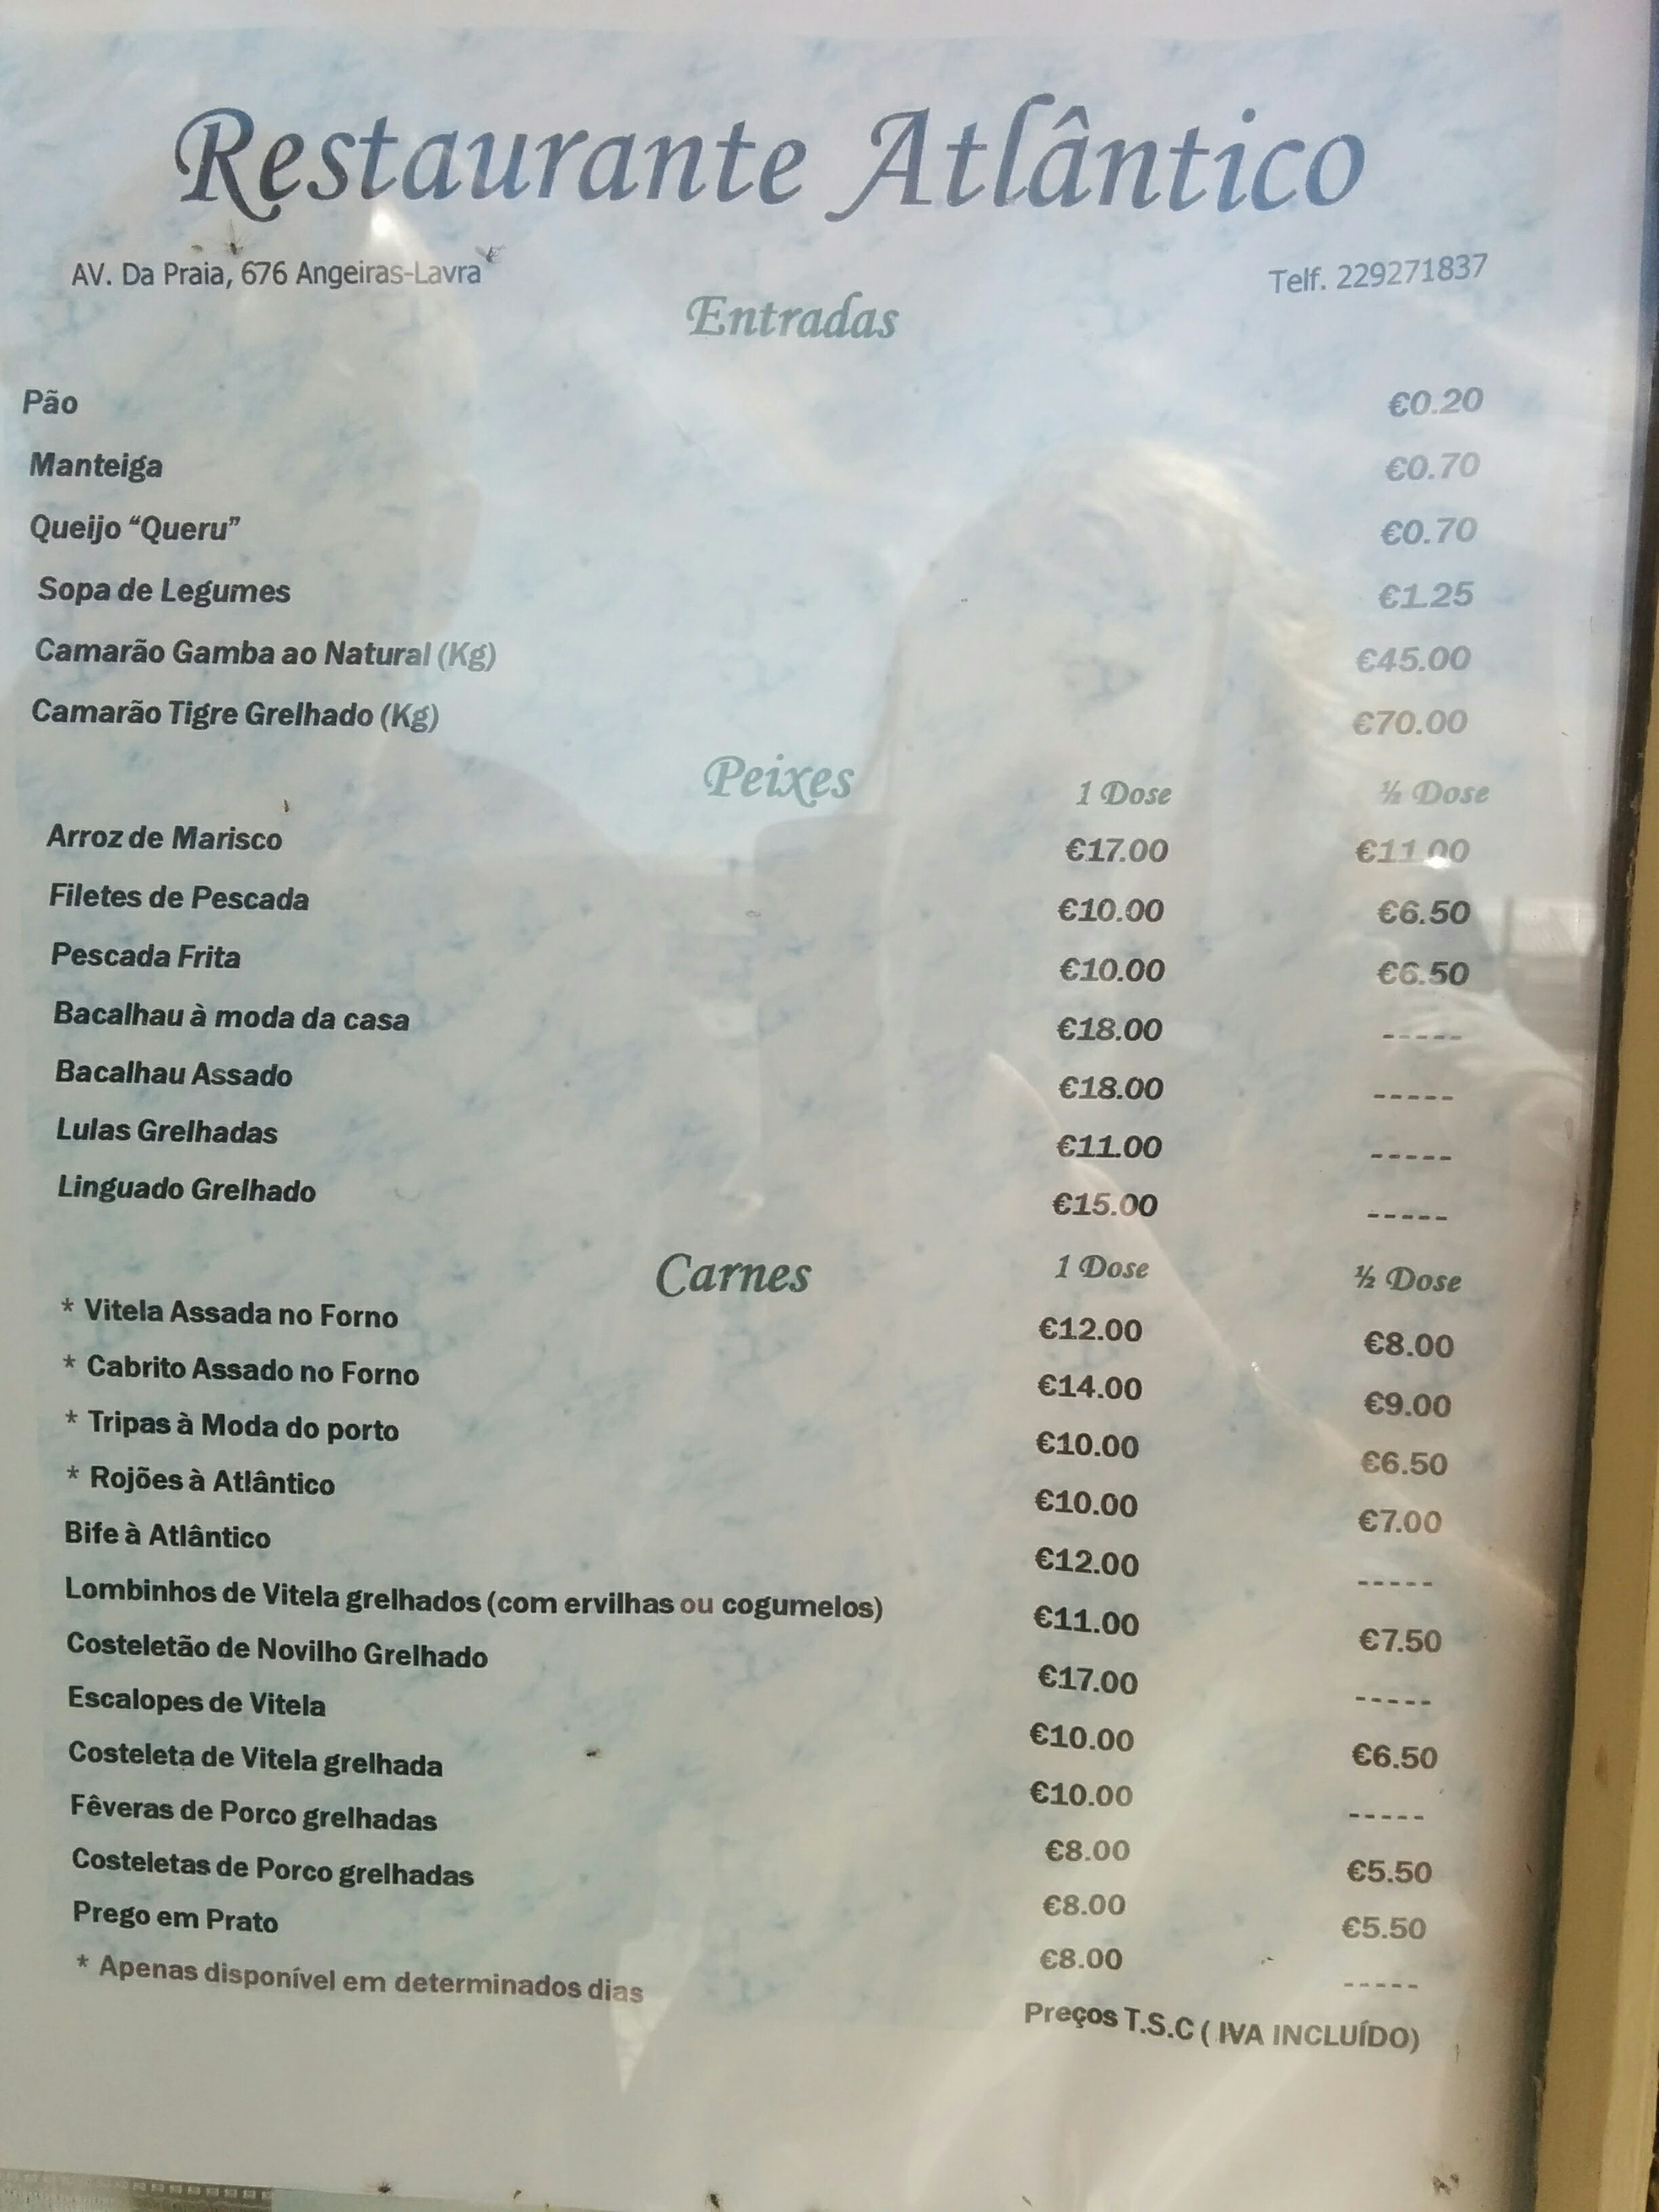 Restaurante Atlântico
AV. Da Praia, 676 Angeiras-Lavra Telf. 229271837
Entradas
Pão €0.20
Manteiga €0.70
Queijo “Queru” €0.70
Sopa de Legumes €1.25
Camarão Gamba ao Natural (Kg) €45.00
Camarão Tigre Grelhado (Kg) €70.00
Peixes 1 Dose ½ Dose
Arroz de Marisco €17.00 €11.00
Filetes de Pescada €10.00 €6.50
Pescada Frita €10.00 €6.50
Bacalhau à moda da casa €18.00 -----
Bacalhau Assado €18.00 -----
Lulas Grelhadas €11.00 -----
Linguado Grelhado €15.00 -----
Carnes 1 Dose ½ Dose
* Vitela Assada no Forno €12.00 €8.00
* Cabrito Assado no Forno €14.00 €9.00
* Tripas à Moda do porto €10.00 €6.50
* Rojões à Atlântico €10.00 €7.00
Bife à Atlântico €12.00 -----
Lombinhos de Vitela grelhados (com ervilhas ou cogumelos) €11.00 €7.50
Costeletão de Novilho Grelhado €17.00 -----
Escalopes de Vitela €10.00 €6.50
Costeleta de Vitela grelhada €10.00 -----
Fêveras de Porco grelhadas €8.00 €5.50
Costeletas de Porco grelhadas €8.00 €5.50
Prego em Prato €8.00 -----
* Apenas disponível em determinados dias
Preços T.S.C ( IVA INCLUÍDO)